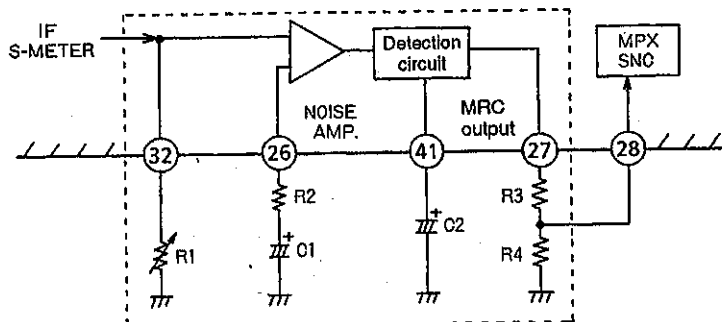 IF
S-METER
Detection
circuit
MPX
SNC
NOISE
AMP.
MRC
output
32
26
41
27
28
R2
R3
C1
C2
R1
R4
+
+